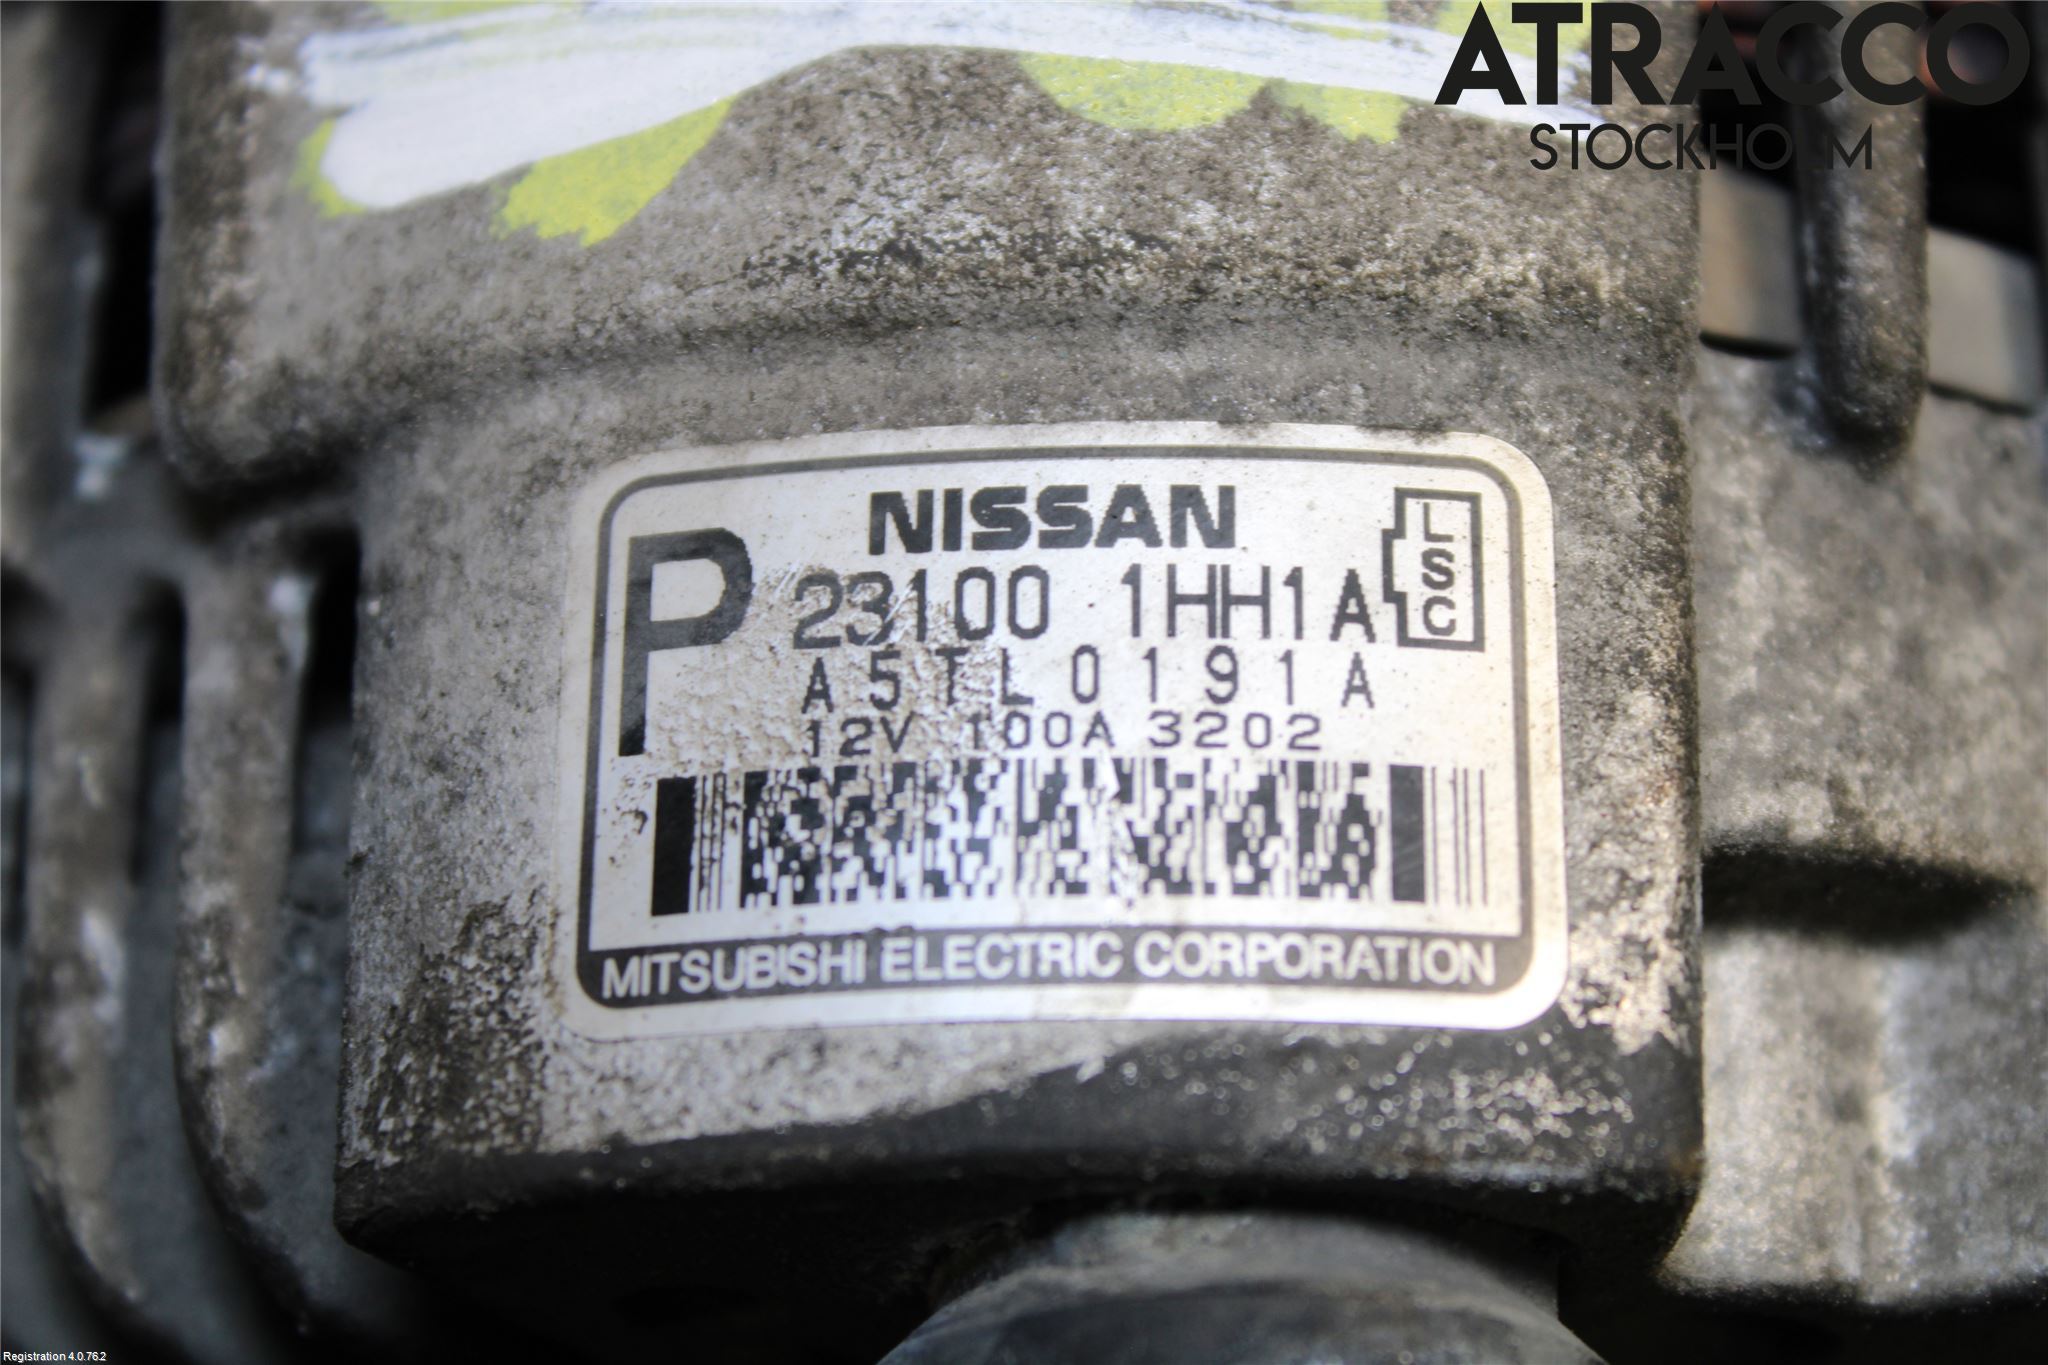 ATRACCO
STOCKHOLM
NISSAN
P
LSC
23100 1HH1A
A5TL0191A
12V 100A 3202
MITSUBISHI ELECTRIC CORPORATION
Registration 4.0.76.2